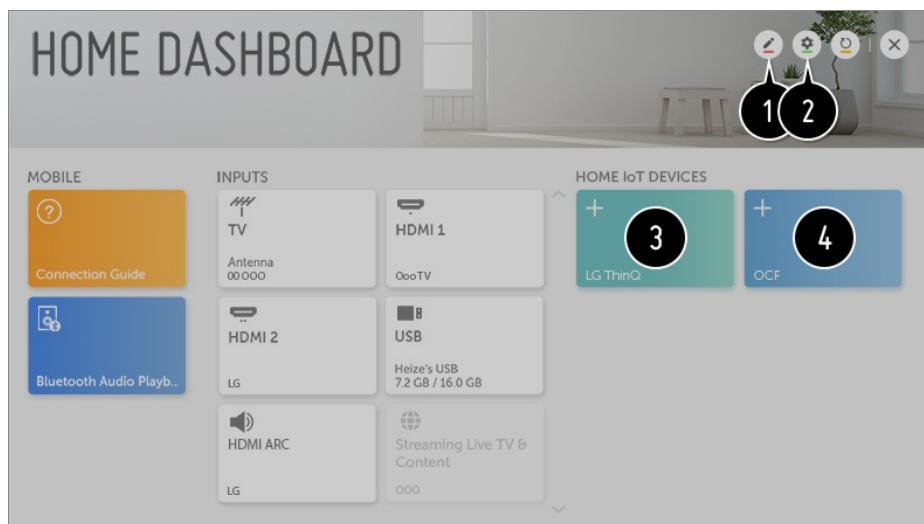 HOME DASHBOARD
1
2
MOBILE
Connection Guide
Bluetooth Audio Playb..
INPUTS
TV
Antenna
00 000
HDMI 1
OooTV
HDMI 2
LG
USB
Heize's USB
7.2 GB / 16.0 GB
HDMI ARC
LG
Streaming Live TV &
Content
000
HOME IoT DEVICES
3
LG ThinQ
4
OCF